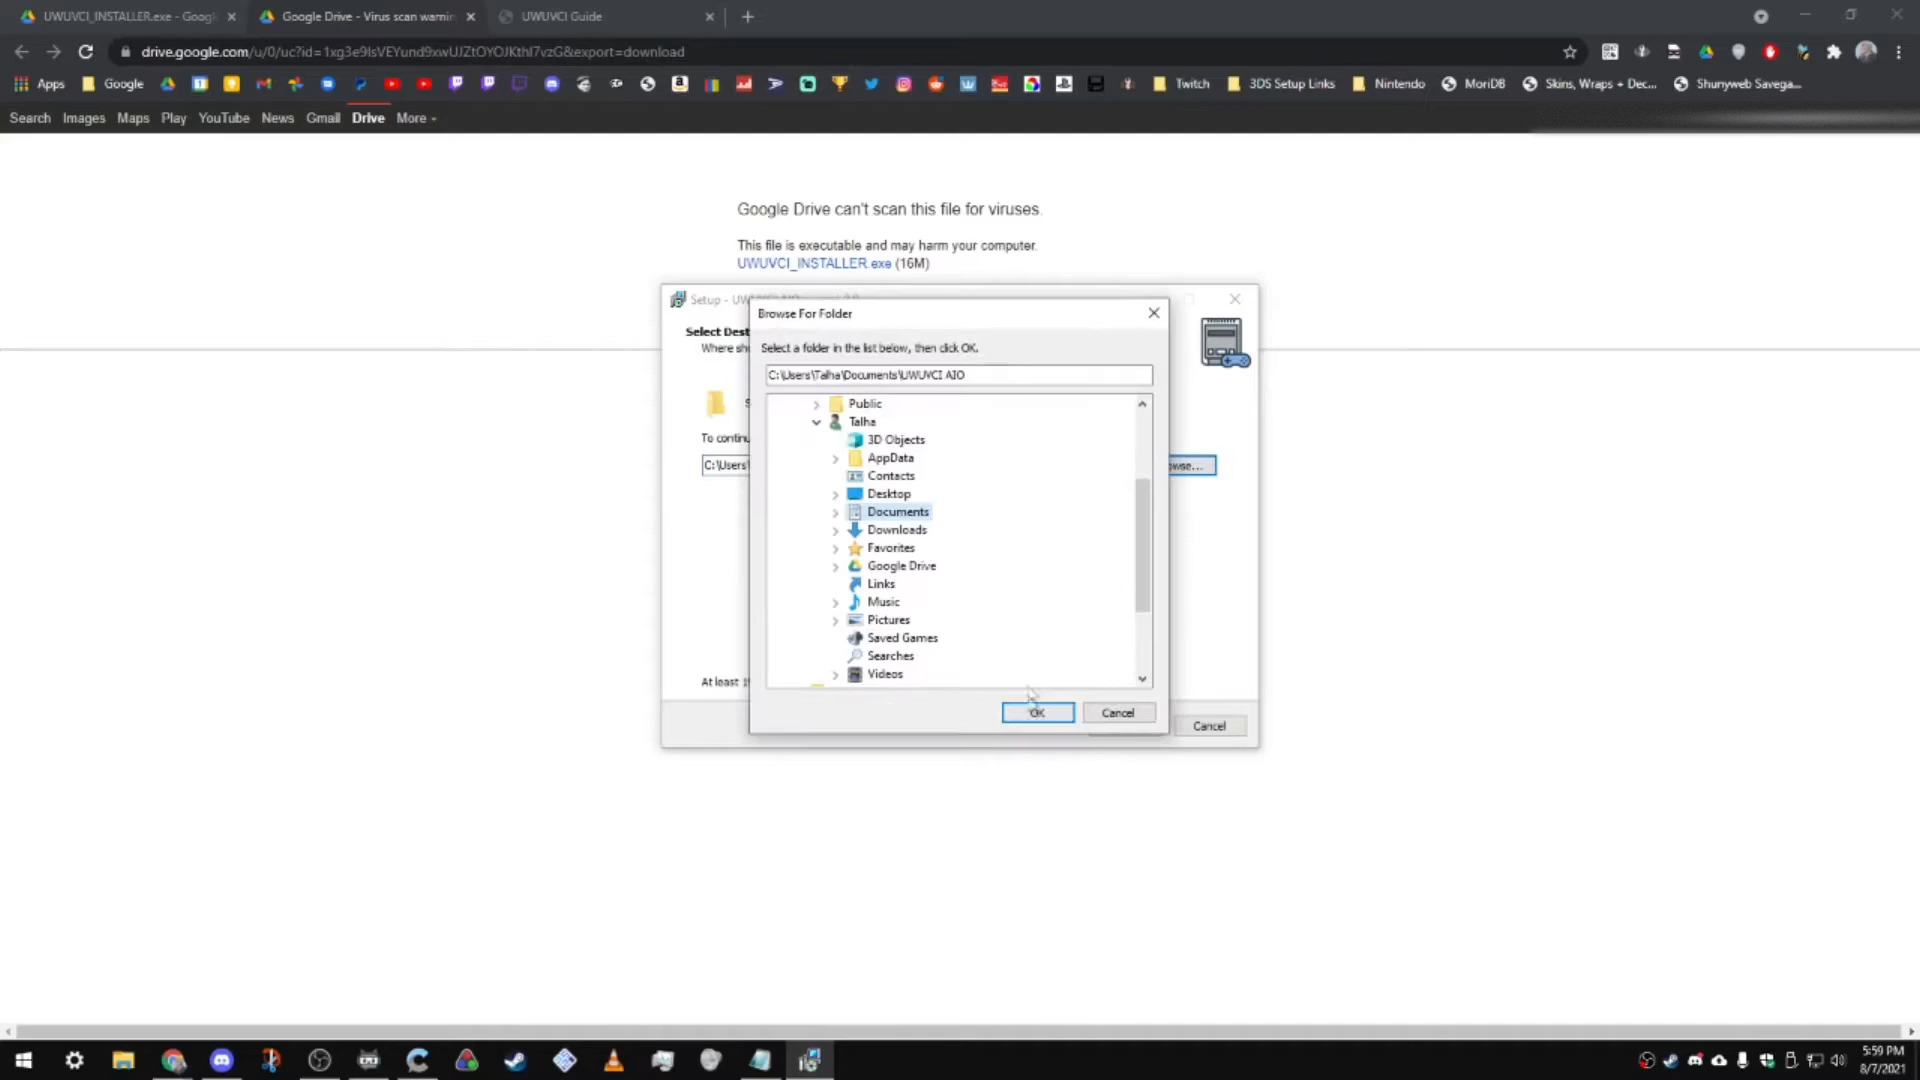 UWUVCI_INSTALLER.exe - Googl
Google Drive - Virus scan warnin
UWUVCI Guide
drive.google.com/u/0/uc?id=1xg3e9lsVEYund9xwUJZtOYOJKthl7vzG&export=download
Apps
Google
Twitch
3DS Setup Links
Nintendo
MoriDB
Skins, Wraps + Dec...
Shunyweb Savega...
Search Images Maps Play YouTube News Gmail Drive More
Google Drive can't scan this file for viruses.
This file is executable and may harm your computer.
UWUVCI_INSTALLER.exe (16M)
Setup - UW
Browse For Folder
Select Dest
Where sh
Select a folder in the list below, then click OK.
C:\Users\Talha\Documents\UWUVCI AIO
Public
Talha
To continu
3D Objects
AppData
C:\Users\
owse...
Contacts
Desktop
Documents
Downloads
Favorites
Google Drive
Links
Music
Pictures
Saved Games
Searches
Videos
At least 1
OK
Cancel
Cancel
5:59 PM
8/7/2021